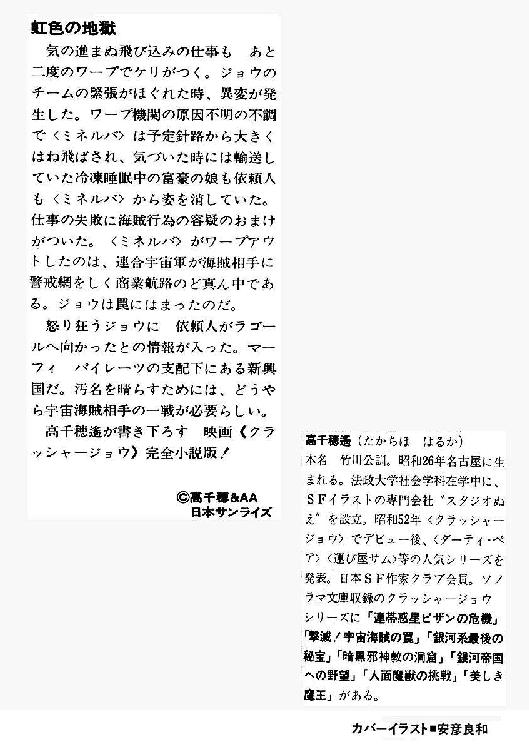 虹色の地獄
　気の進まぬ飛び込みの仕事も　あと
二度のワープでケリがつく。ジョウの
チームの緊張がほぐれた時、異変が発
生した。ワープ機関の原因不明の不調
で〈ミネルバ〉は予定針路から大きく
はね飛ばされ、気づいた時には輸送し
ていた冷凍睡眠中の富豪の娘も依頼人
も〈ミネルバ〉から姿を消していた。
仕事の失敗に海賊行為の容疑のおまけ
がついた。〈ミネルバ〉がワープアウ
トしたのは、連合宇宙軍が海賊相手に
警戒網をしく商業航路のど真ん中であ
る。ジョウは罠にはまったのだ。
　怒り狂うジョウに　依頼人がラゴー
ルへ向かったとの情報が入った。マー
フィ　パイレーツの支配下にある新興
国だ。汚名を晴らすためには、どうや
ら宇宙海賊相手の一戦が必要らしい。
　高千穂遙が書き下ろす　映画《クラ
ッシャージョウ》完全小説版！
©高千穂&AA
日本サンライズ
高千穂遙（たからほ　はるか）
本名　竹川公訓。昭和26年名古屋に生
まれる。法政大学社会学科在学中に、
ＳＦイラストの専門会社〝スタジオぬ
え〟を設立。昭和52年〈クラッシャー
ジョウ〉でデビュー後、〈ダーティ・ペ
ア〉〈運び屋サム〉等の人気シリーズを
発表。日本ＳＦ作家クラブ会員。ソノ
ラマ文庫収録のクラッシャージョウ
シリーズに「連帯惑星ピザンの危機」
「撃滅！宇宙海賊の罠」「銀河系最後の
秘宝」「暗黒邪神教の洞窟」「銀河帝国
への野望」「人面魔獣の挑戦」「美しき
魔王」がある。
カバーイラスト■安彦良和